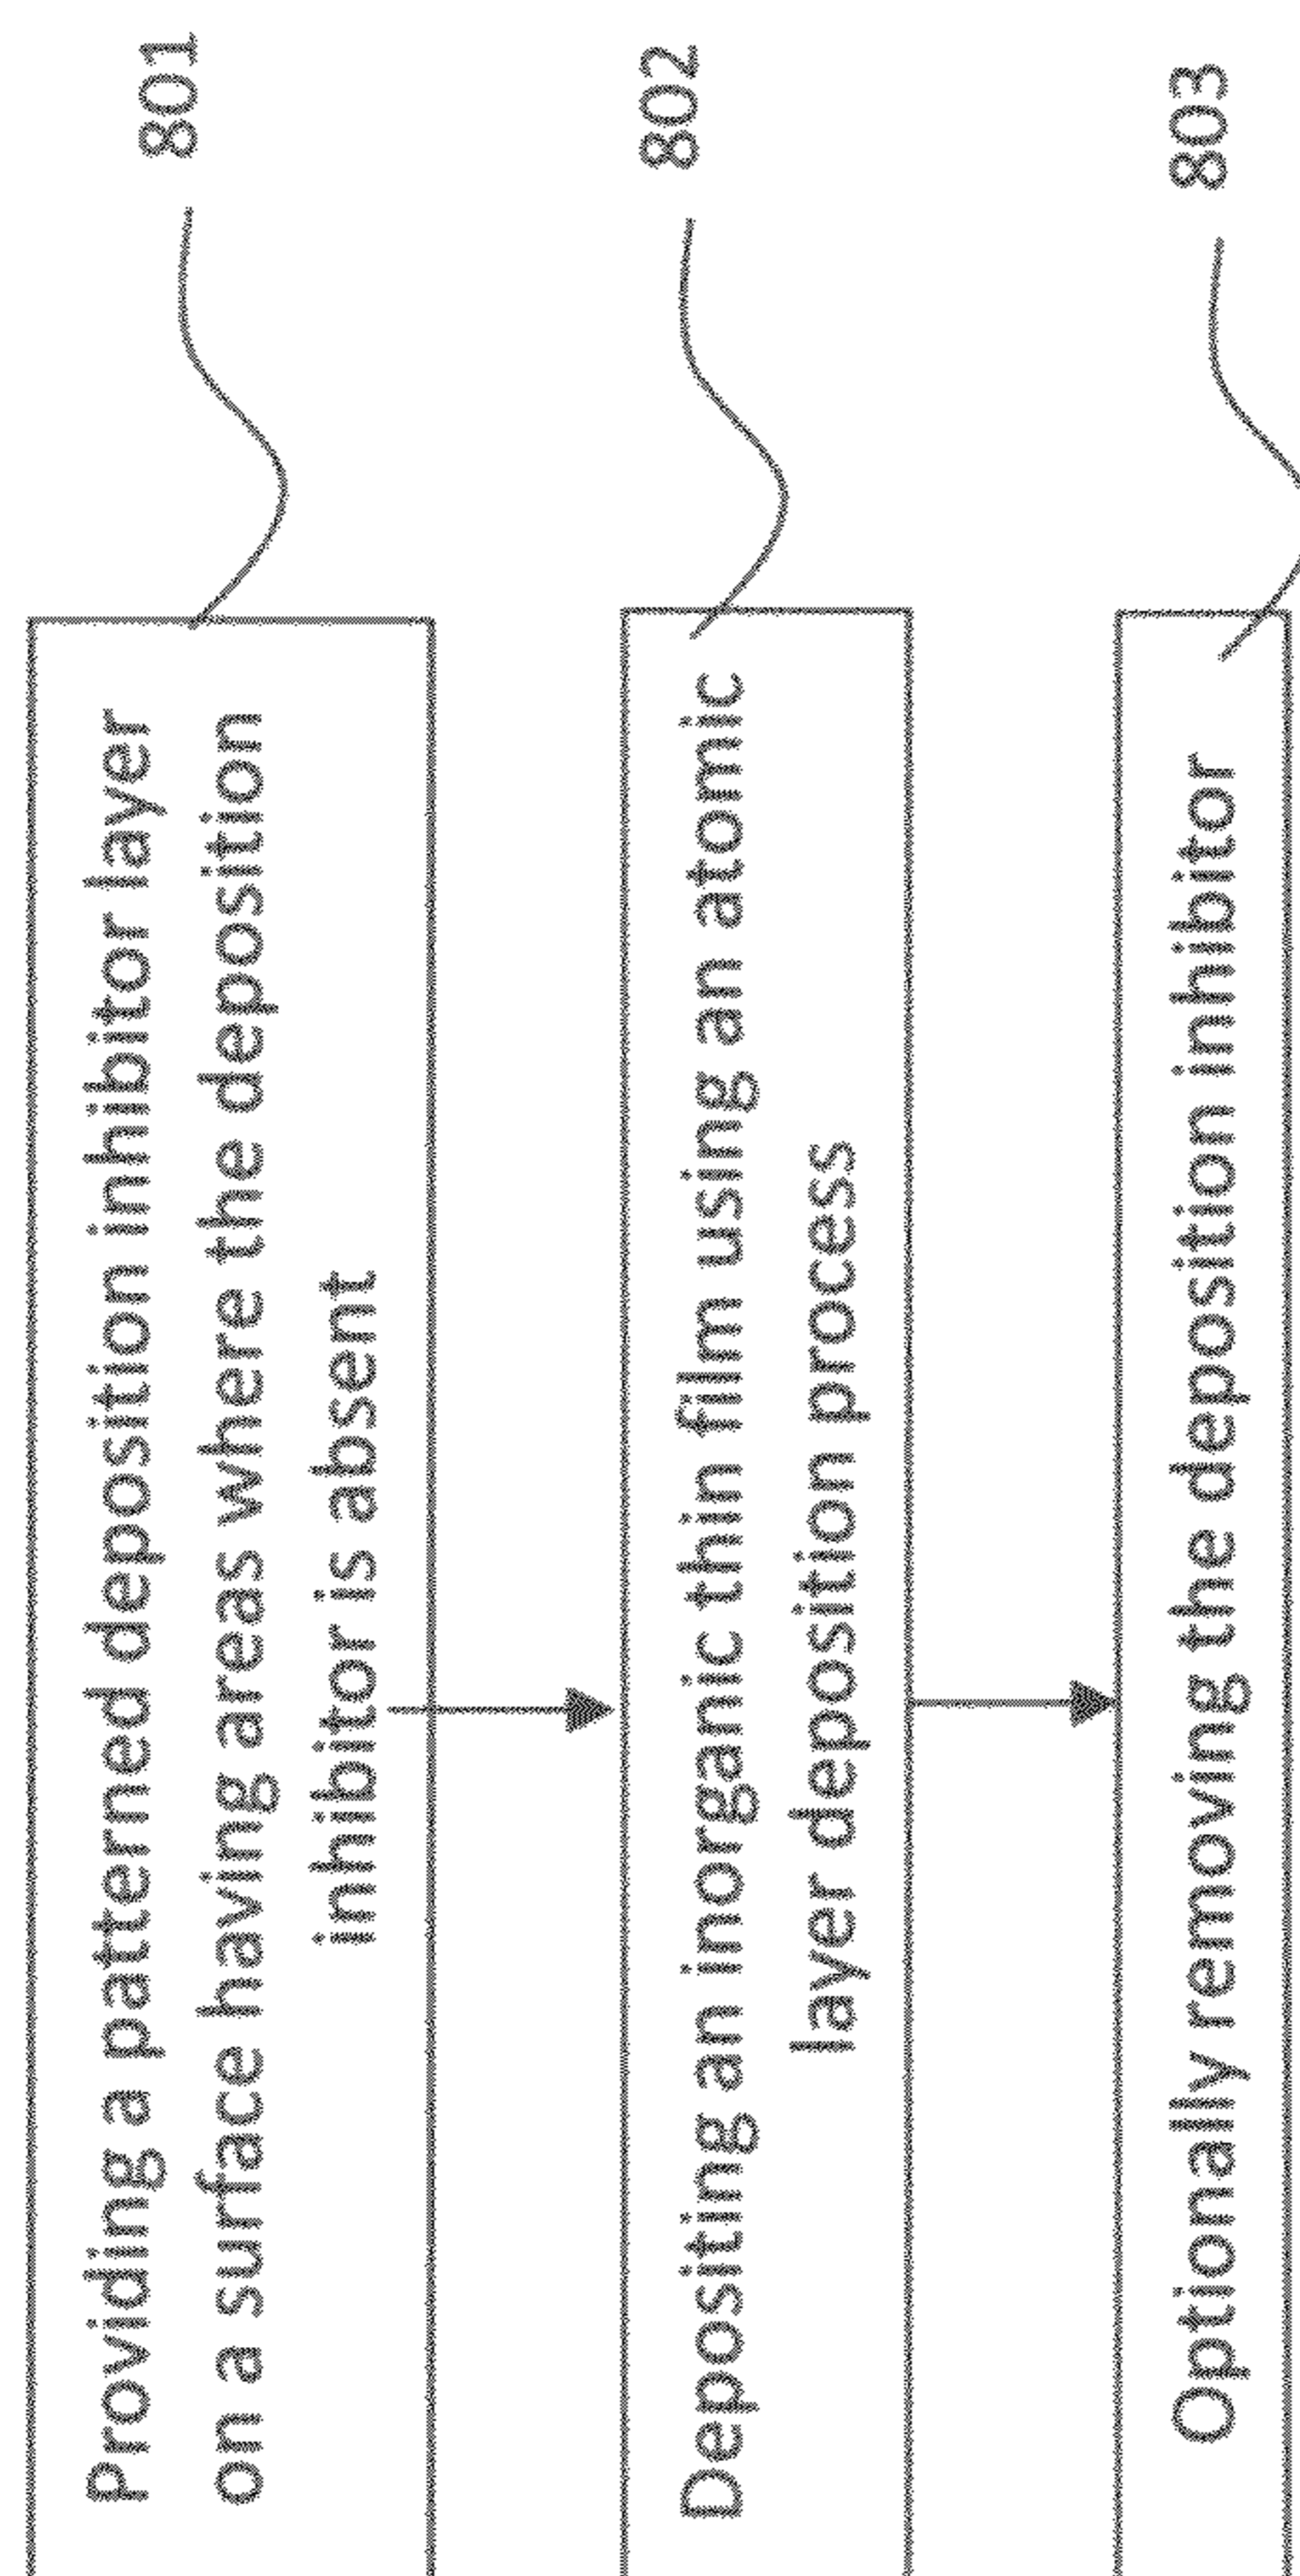 Providing a patterned deposition inhibitor layer
on a surface having areas where the deposition
inhibitor is absent
801
Depositing an inorganic thin film using an atomic
layer deposition process
802
Optionally removing the deposition inhibitor
803